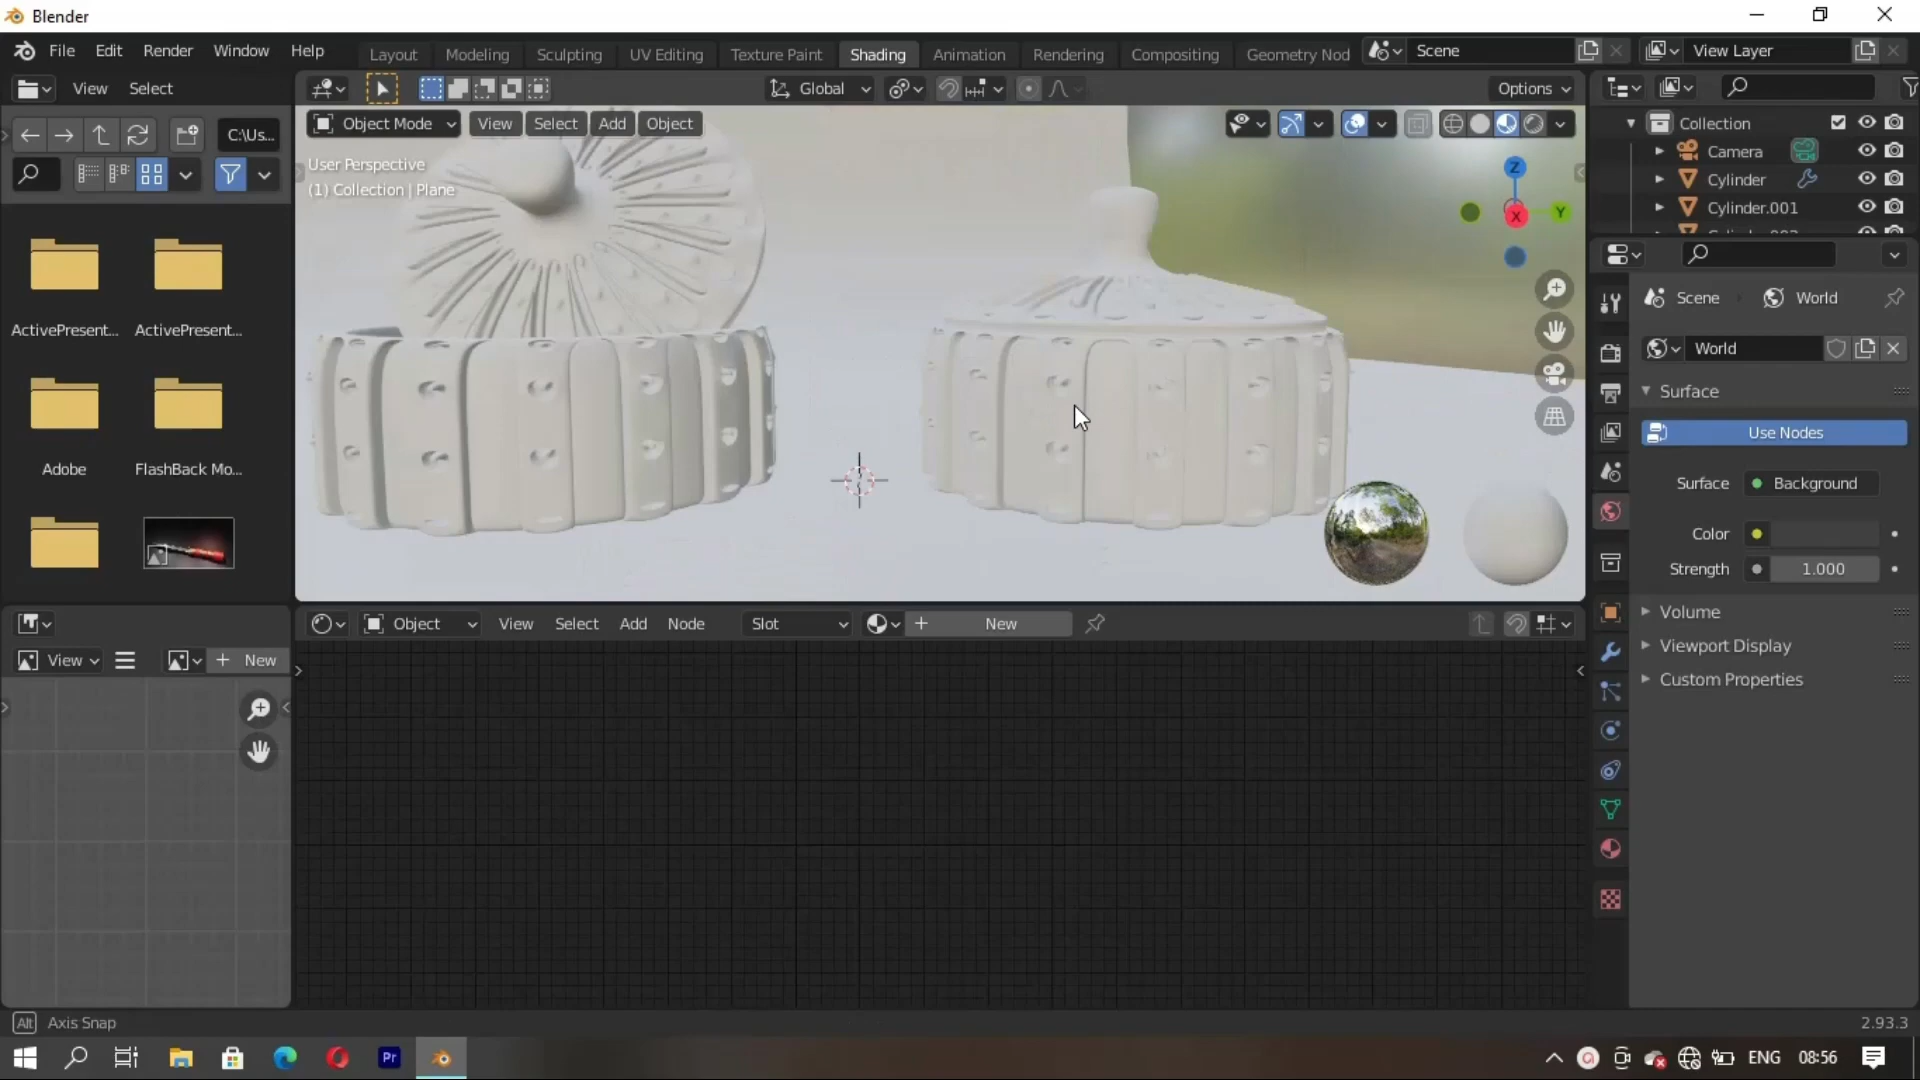 Blender
File Edit Render Window Help
Layout Modeling Sculpting UV Editing Texture Paint Shading Animation Rendering Compositing Geometry Nod
Scene
View Layer
View Select
Global
Options
C:\Us...
Object Mode View Select Add Object
User Perspective
(1) Collection | Plane
Z
X
Y
Collection
Camera
Cylinder
Cylinder.001
ActivePresent...
ActivePresent...
Adobe
FlashBack Mo...
Scene
World
World
Surface
Use Nodes
Surface
Background
Color
Strength
1.000
Volume
Viewport Display
Custom Properties
Object View Select Add Node
Slot
New
View
New
Alt Axis Snap
2.93.3
Pr
ENG
08:56